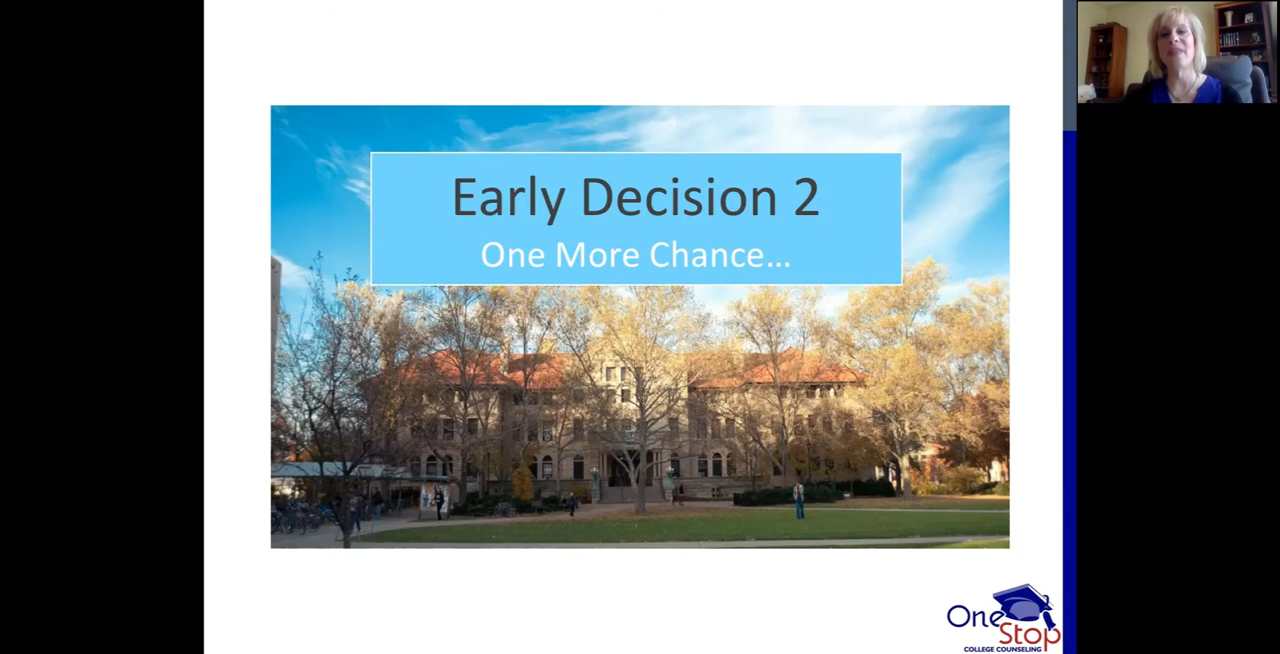 Early Decision 2
One More Chance...
One
Stop
COLLEGE COUNSELING